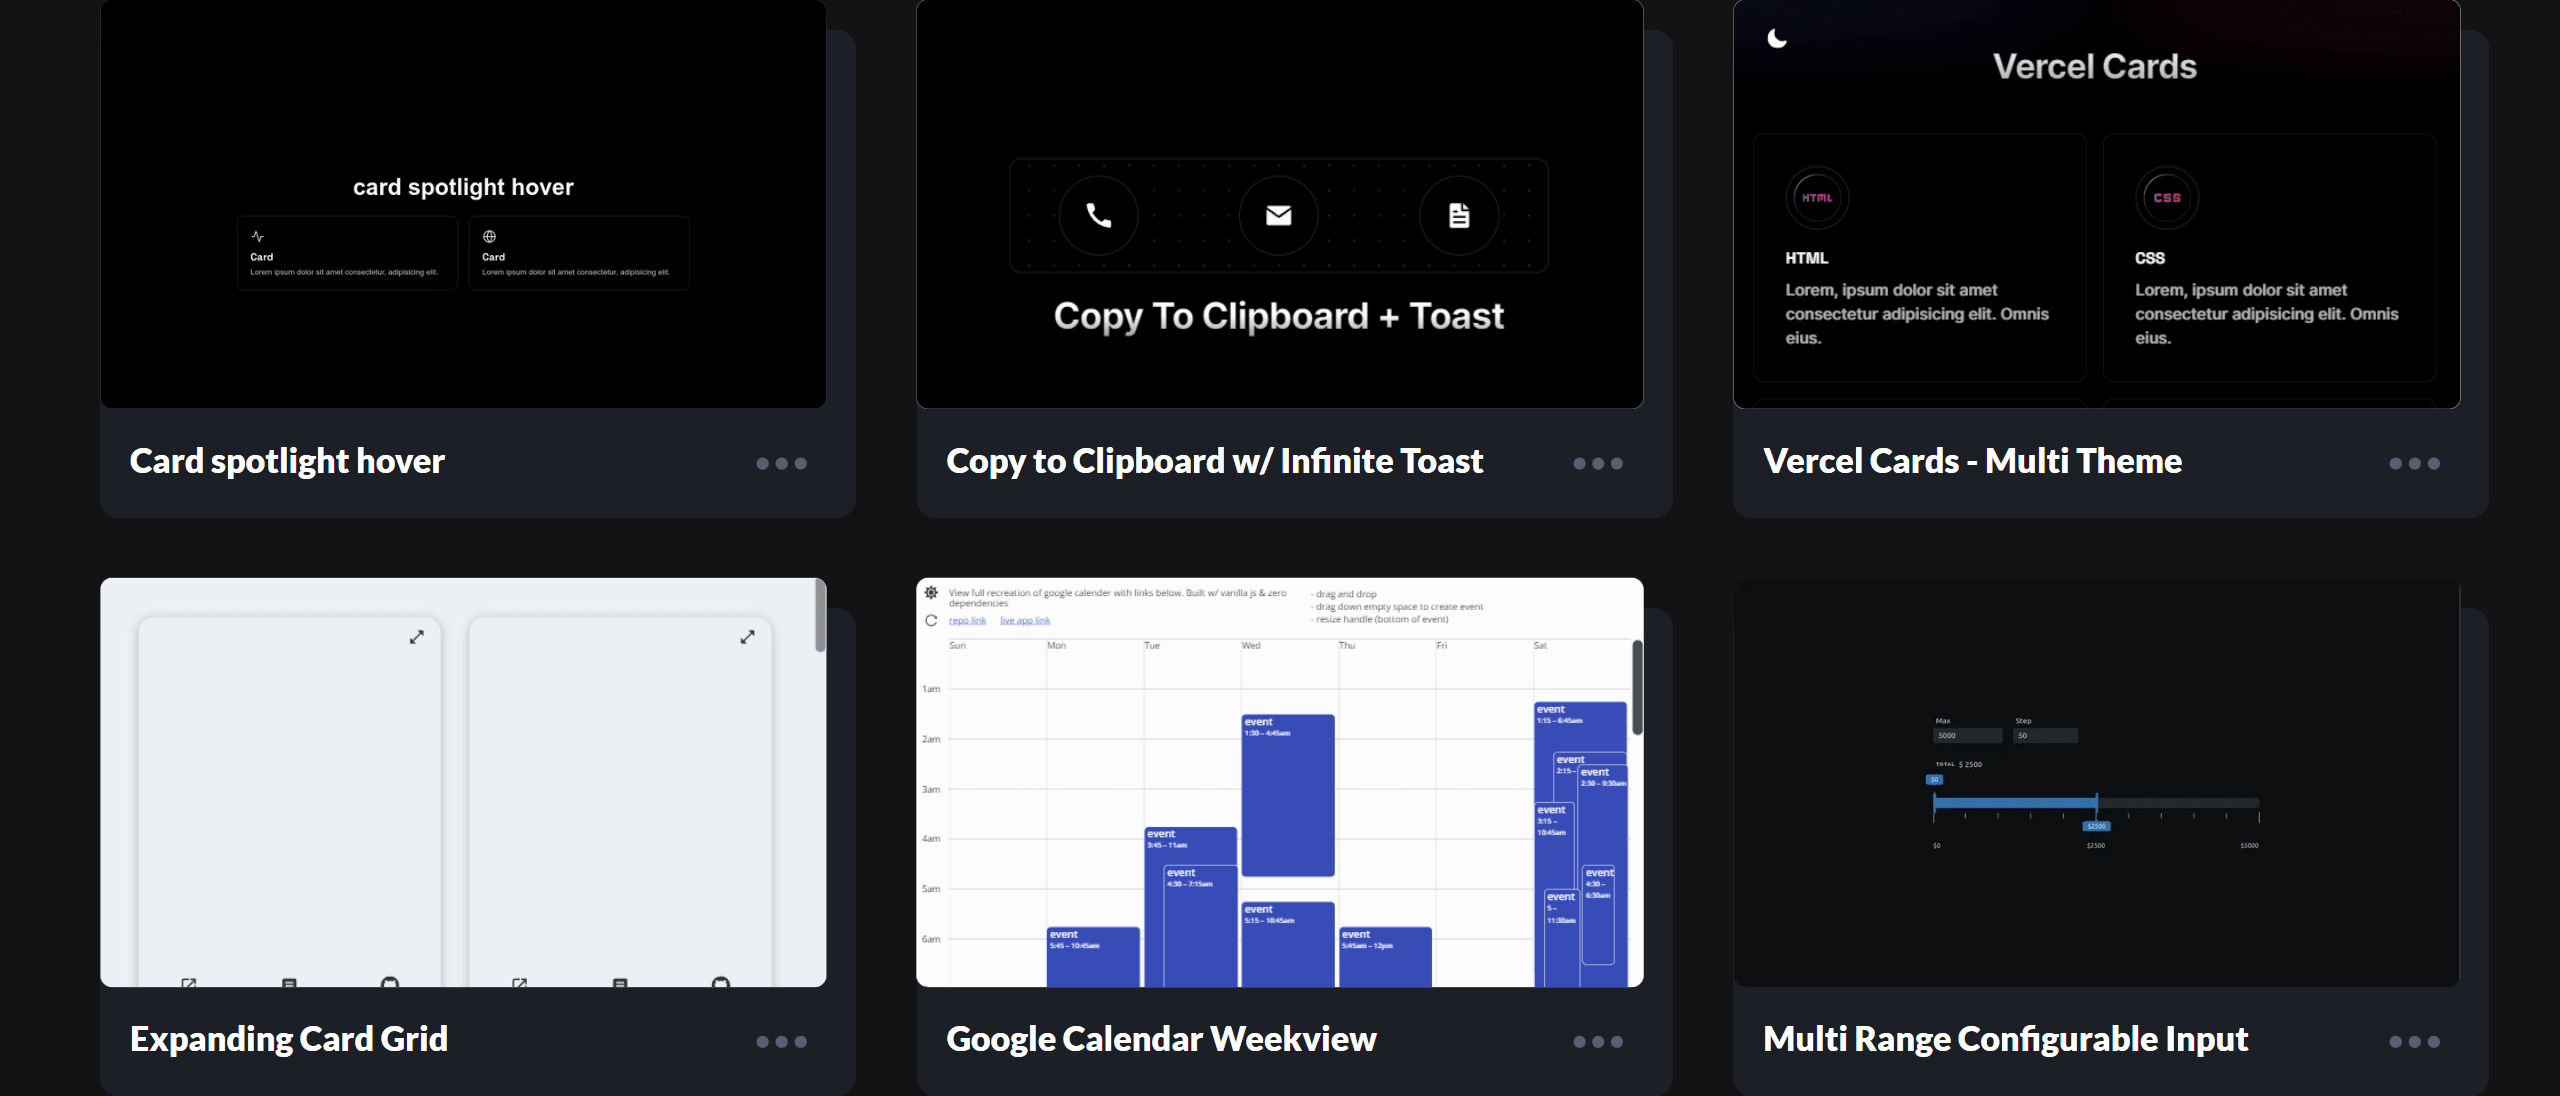 card spotlight hover
Card
Lorem ipsum dolor sit amet consectetur, adipisicing elit.
Card
Lorem ipsum dolor sit amet consectetur, adipisicing elit.
Card spotlight hover
Copy To Clipboard + Toast
Copy to Clipboard w/ Infinite Toast
Vercel Cards
HTML
HTML
Lorem, ipsum dolor sit amet
consectetur adipisicing elit. Omnis
eius.
CSS
CSS
Lorem, ipsum dolor sit amet
consectetur adipisicing elit. Omnis
eius.
Vercel Cards - Multi Theme
Expanding Card Grid
View full recreation of google calender with links below. Built w/ vanilla js & zero
dependencies
repo link live app link
- drag and drop
- drag down empty space to create event
- resize handle (bottom of event)
Sun Mon Tue Wed Thu Fri Sat
1am
2am
3am
4am
5am
6am
event
5:45 – 10:45am
event
3:45 – 11am
event
4:30 – 7:15am
event
1:30 – 4:45am
event
5:15 – 10:45am
event
5:45am – 12pm
event
1:15 – 6:45am
event
2:15 –
event
2:30 – 9:30am
event
3:15 –
10:45am
event
4:30 –
6:30am
event
5 –
11:30am
Google Calendar Weekview
Max Step
5000 50
TOTAL $ 2500
$0
$2500
$0 $2500 $5000
Multi Range Configurable Input